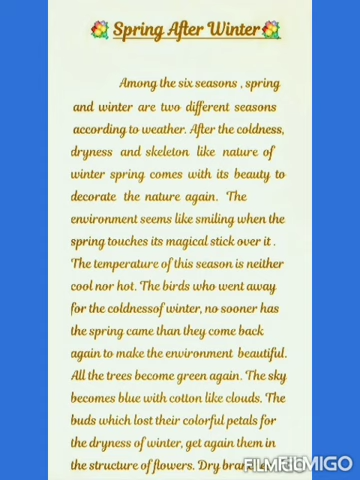 Spring After Winter
Among the six seasons , spring
and winter are two different seasons
according to weather. After the coldness,
dryness and skeleton like nature of
winter spring comes with its beauty to
decorate the nature again. The
environment seems like smiling when the
spring touches its magical stick over it .
The temperature of this season is neither
cool nor hot. The birds who went away
for the coldnessof winter, no sooner has
the spring came than they come back
again to make the environment beautiful.
All the trees become green again. The sky
becomes blue with cotton like clouds. The
buds which lost their colorful petals for
the dryness of winter, get again them in
the structure of flowers. Dry
FILMIGO